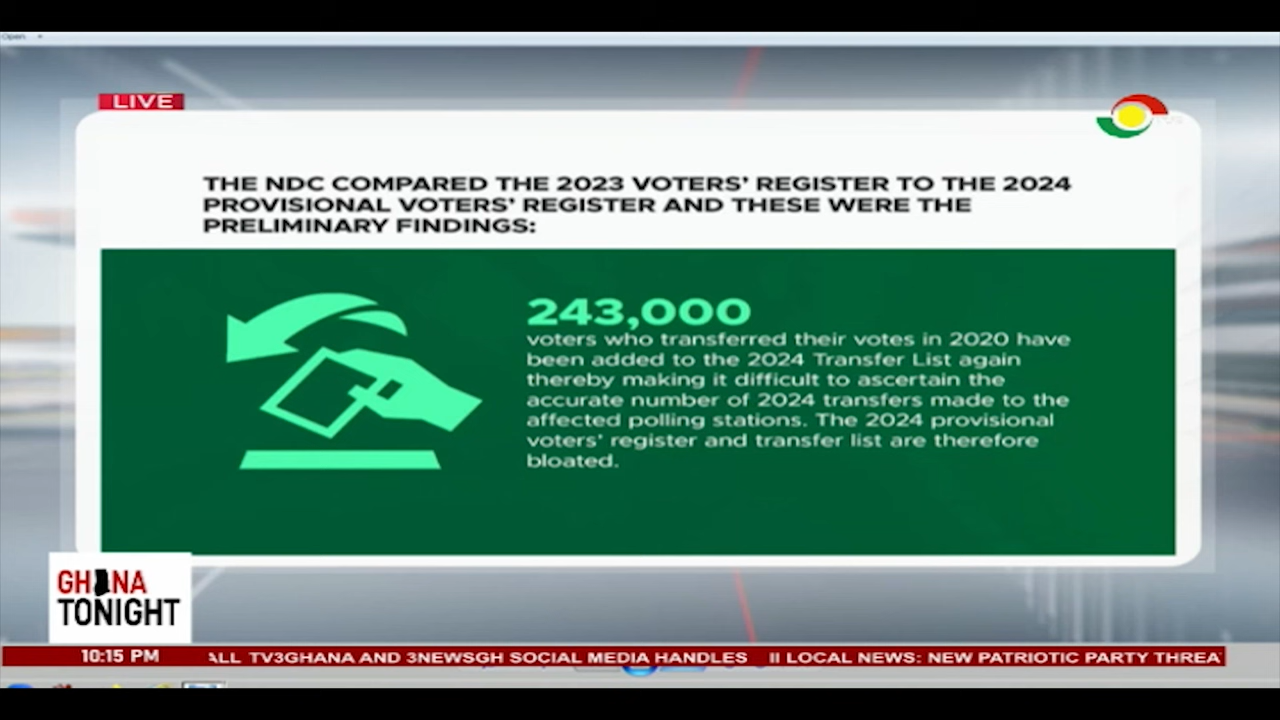 Open
LIVE
THE NDC COMPARED THE 2023 VOTERS' REGISTER TO THE 2024
PROVISIONAL VOTERS' REGISTER AND THESE WERE THE
PRELIMINARY FINDINGS:
243,000
voters who transferred their votes in 2020 have
been added to the 2024 Transfer List again
thereby making it difficult to ascertain the
accurate number of 2024 transfers made to the
affected polling stations. The 2024 provisional
voters' register and transfer list are therefore
bloated.
GHANA
TONIGHT
10:15 PM ALL TV3GHANA AND 3NEWSGH SOCIAL MEDIA HANDLES II LOCAL NEWS: NEW PATRIOTIC PARTY THREA